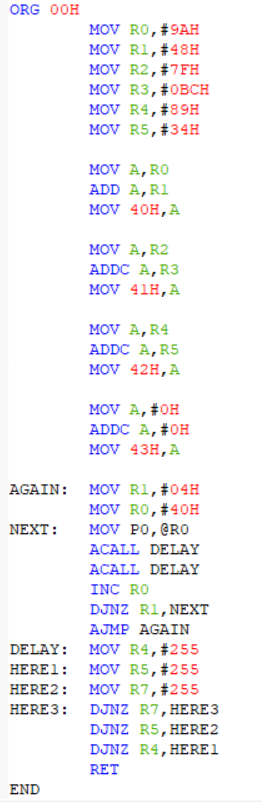 ORG 00H
MOV R0,#9AH
MOV R1,#48H
MOV R2,#7FH
MOV R3,#0BCH
MOV R4,#89H
MOV R5,#34H
MOV A,R0
ADD A,R1
MOV 40H,A
MOV A,R2
ADDC A,R3
MOV 41H,A
MOV A,R4
ADDC A,R5
MOV 42H,A
MOV A,#0H
ADDC A,#0H
MOV 43H,A
AGAIN: MOV R1,#04H
MOV R0,#40H
NEXT: MOV P0,@R0
ACALL DELAY
ACALL DELAY
INC R0
DJNZ R1,NEXT
AJMP AGAIN
DELAY: MOV R4,#255
HERE1: MOV R5,#255
HERE2: MOV R7,#255
HERE3: DJNZ R7,HERE3
DJNZ R5,HERE2
DJNZ R4,HERE1
RET
END